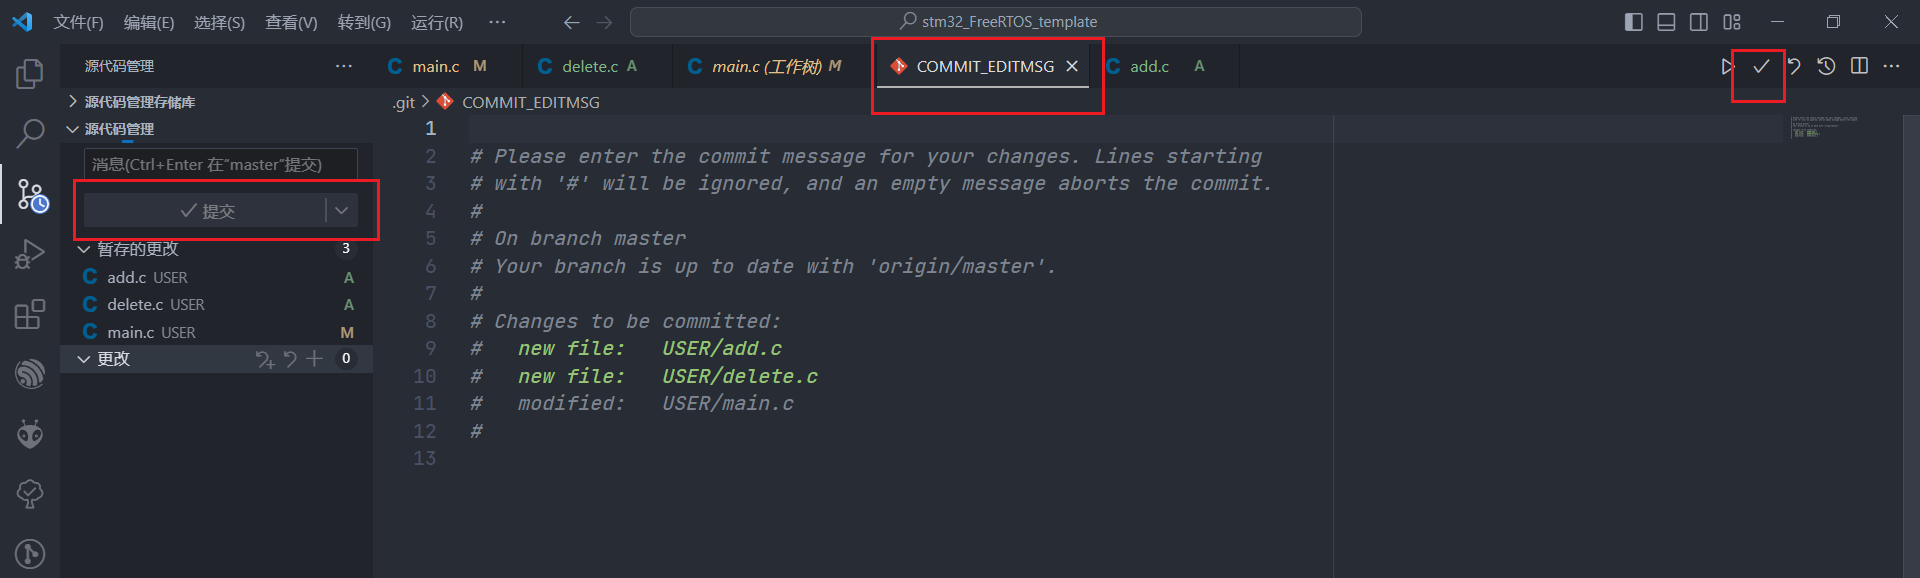 文件(F) 编辑(E) 选择(S) 查看(V) 转到(G) 运行(R) ··· stm32_FreeRTOS_template
源代码管理 ···
main.c M delete.c A main.c (工作树) M COMMIT_EDITMSG add.c A
源代码管理存储库
源代码管理
消息(Ctrl+Enter 在"master"提交)
提交
暂存的更改 3
add.c USER A
delete.c USER A
main.c USER M
更改 0
.git > COMMIT_EDITMSG
1
2 # Please enter the commit message for your changes. Lines starting
3 # with '#' will be ignored, and an empty message aborts the commit.
4 #
5 # On branch master
6 # Your branch is up to date with 'origin/master'.
7 #
8 # Changes to be committed:
9 # new file: USER/add.c
10 # new file: USER/delete.c
11 # modified: USER/main.c
12 #
13